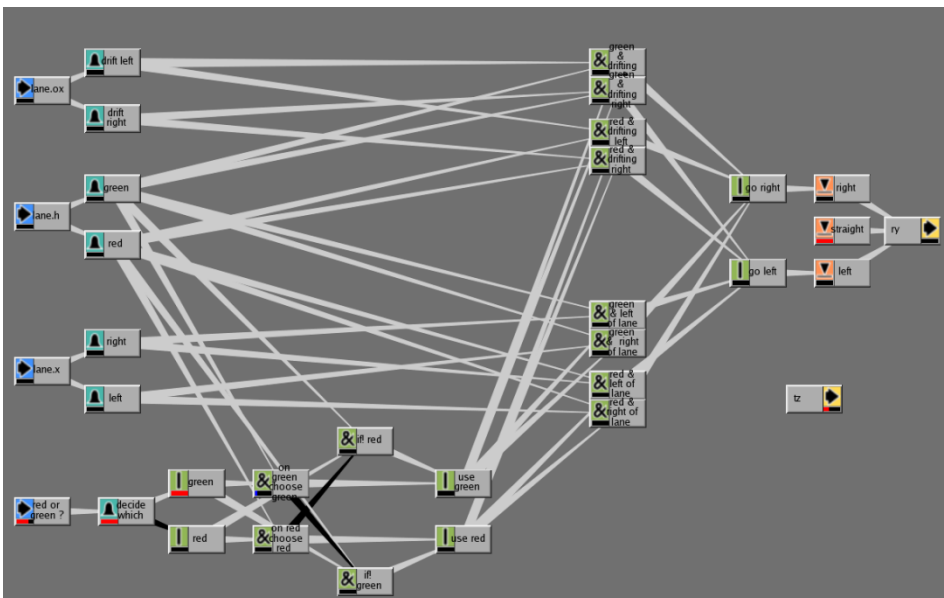 drift left
lane.ox
drift
right
green
lane.h
red
right
lane.x
left
red or
green ?
decide
which
green
red
on
green
choose
green
on red
choose
red
if! red
if!
green
use
green
use red
green
&
drifting
green
&
drifting
right
red &
drifting
left
red &
drifting
right
green
& left
of lane
green
& right
of lane
red &
left of
lane
red &
right of
lane
go right
go left
right
straight
left
ry
tz